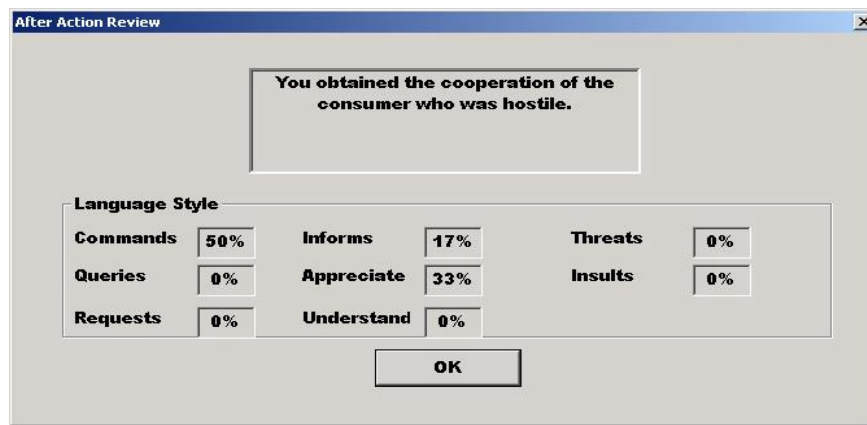 After Action Review
You obtained the cooperation of the
consumer who was hostile.
Language Style
Commands 50% Informs 17% Threats 0%
Queries 0% Appreciate 33% Insults 0%
Requests 0% Understand 0%
OK